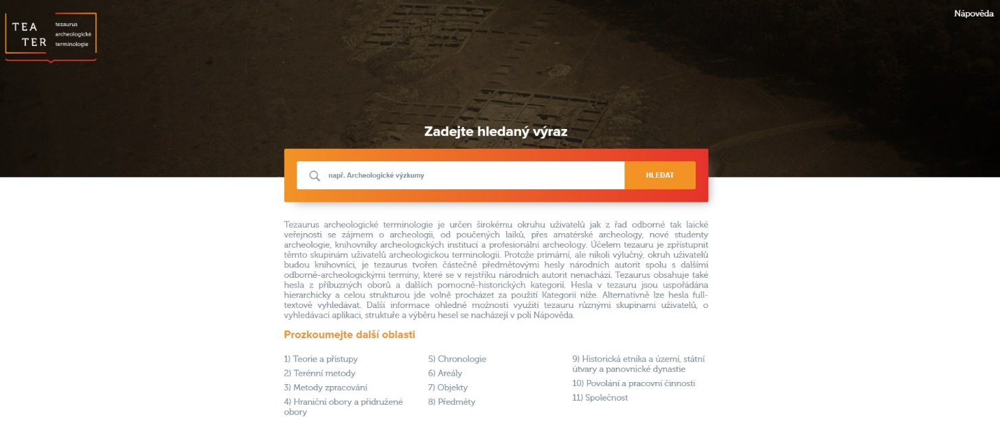 TEA
TER
tezaurus
archeologické
terminologie
Nápověda
Zadejte hledaný výraz
např. Archeologické výzkumy
HLEDAT
Tezaurus archeologické terminologie je určen širokému okruhu uživatelů jak z řad odborné tak laické
veřejnosti se zájmem o archeologii, od poučených laiků, přes amatérské archeology, nové studenty
archeologie, knihovníky archeologických institucí a profesionální archeology. Účelem tezauru je zpřístupnit
těmto skupinám uživatelů archeologickou terminologii. Protože primární, ale nikoli výlučný, okruh uživatelů
budou knihovníci, je tezaurus tvořen částečně předmětovými hesly národních autorit spolu s dalšími
odborně-archeologickými termíny, které se v rejstříku národních autorit nenachází. Tezaurus obsahuje také
hesla z příbuzných oborů a dalších pomocně-historických kategorií. Hesla v tezauru jsou uspořádána
hierarchicky a celou strukturou jde volně procházet za použití Kategorií níže. Alternativně lze hesla full-
textově vyhledávat. Další informace ohledně možností využití tezauru různými skupinami uživatelů, o
vyhledávací aplikaci, struktuře a výběru hesel se nacházejí v poli Nápověda.
Prozkoumejte další oblasti
1) Teorie a přístupy
2) Terénní metody
3) Metody zpracování
4) Hraniční obory a přidružené
obory
5) Chronologie
6) Areály
7) Objekty
8) Předměty
9) Historická etnika a území, státní
útvary a panovnické dynastie
10) Povolání a pracovní činnosti
11) Společnost